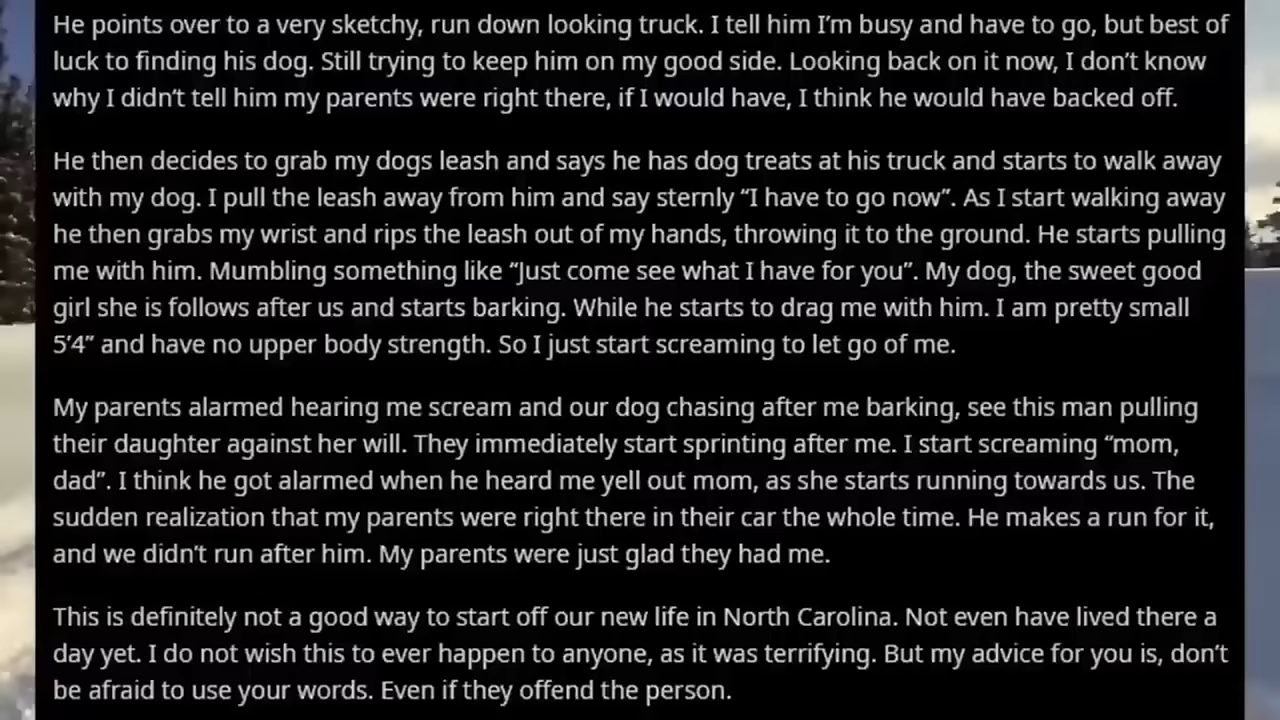 He points over to a very sketchy, run down looking truck. I tell him I’m busy and have to go, but best of
luck to finding his dog. Still trying to keep him on my good side. Looking back on it now, I don’t know
why I didn’t tell him my parents were right there, if I would have, I think he would have backed off.
He then decides to grab my dogs leash and says he has dog treats at his truck and starts to walk away
with my dog. I pull the leash away from him and say sternly “I have to go now”. As I start walking away
he then grabs my wrist and rips the leash out of my hands, throwing it to the ground. He starts pulling
me with him. Mumbling something like “Just come see what I have for you”. My dog, the sweet good
girl she is follows after us and starts barking. While he starts to drag me with him. I am pretty small
5’4” and have no upper body strength. So I just start screaming to let go of me.
My parents alarmed hearing me scream and our dog chasing after me barking, see this man pulling
their daughter against her will. They immediately start sprinting after me. I start screaming “mom,
dad”. I think he got alarmed when he heard me yell out mom, as she starts running towards us. The
sudden realization that my parents were right there in their car the whole time. He makes a run for it,
and we didn’t run after him. My parents were just glad they had me.
This is definitely not a good way to start off our new life in North Carolina. Not even have lived there a
day yet. I do not wish this to ever happen to anyone, as it was terrifying. But my advice for you is, don’t
be afraid to use your words. Even if they offend the person.